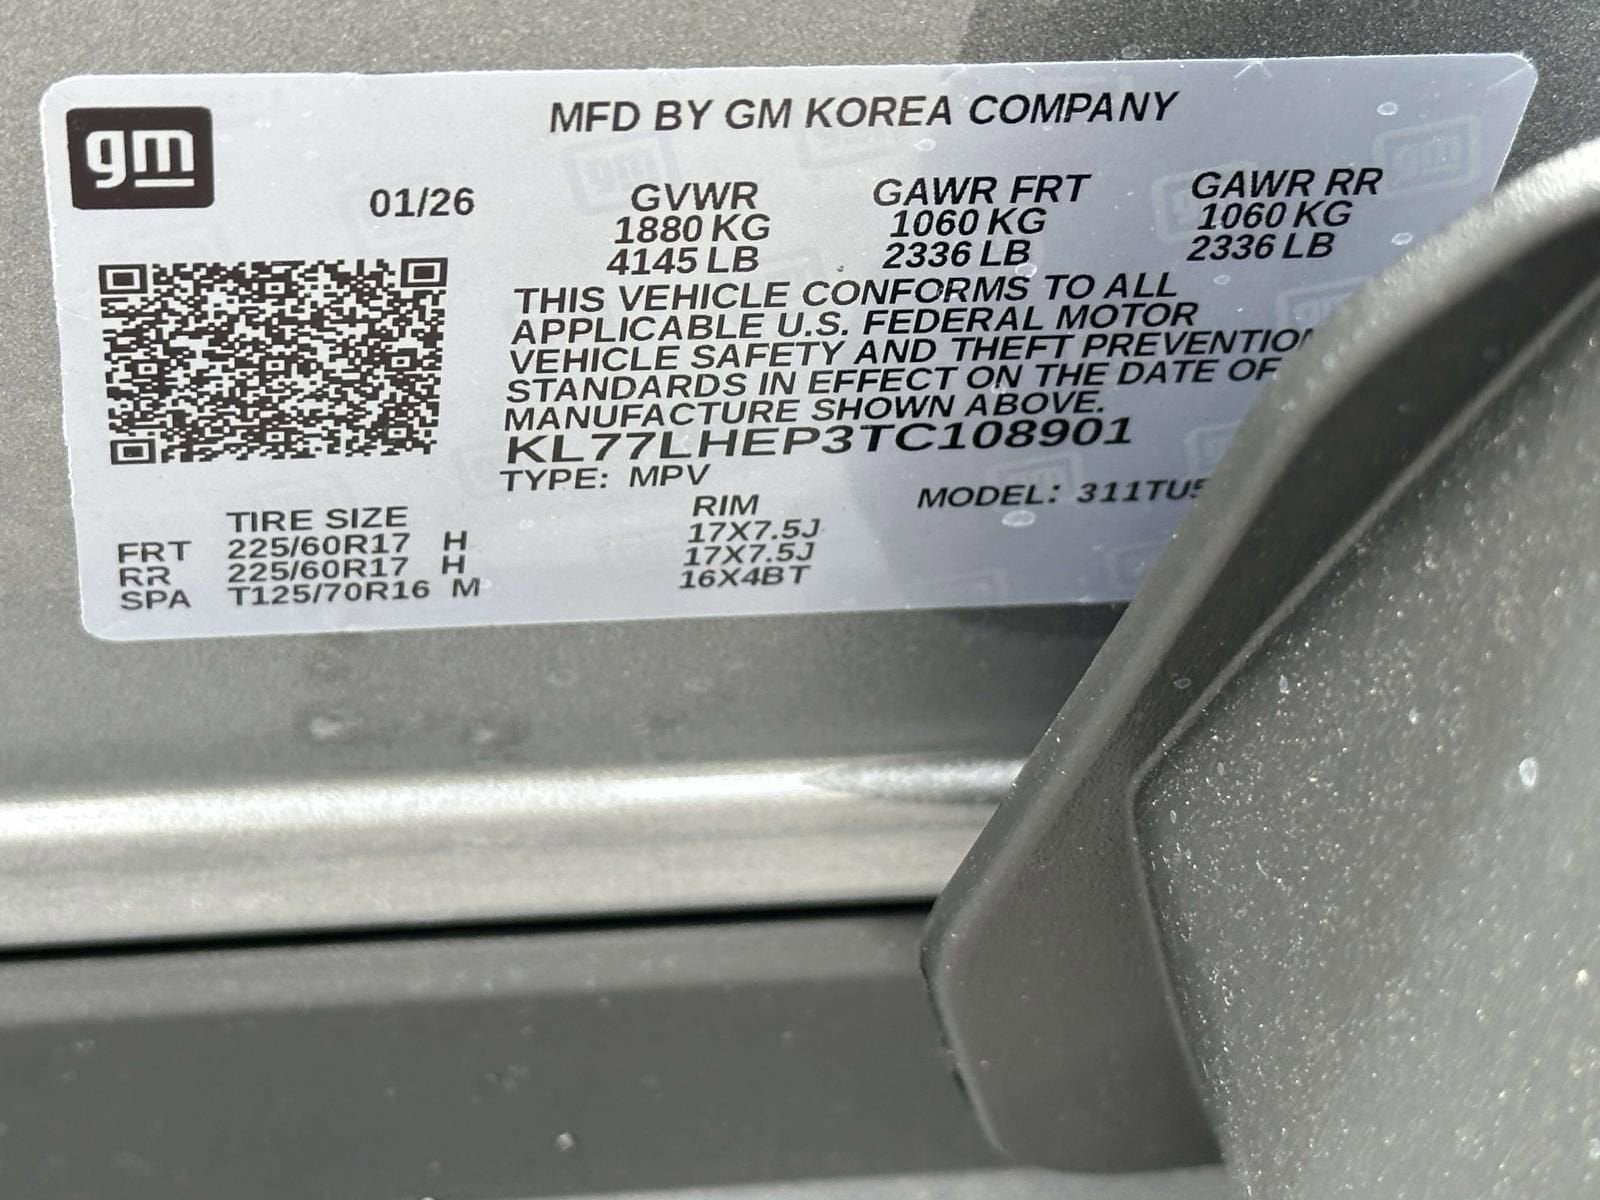 gm
MFD BY GM KOREA COMPANY
01/26
GVWR GAWR FRT GAWR RR
1880 KG 1060 KG 1060 KG
4145 LB 2336 LB 2336 LB
THIS VEHICLE CONFORMS TO ALL
APPLICABLE U.S. FEDERAL MOTOR
VEHICLE SAFETY AND THEFT PREVENTION
STANDARDS IN EFFECT ON THE DATE OF
MANUFACTURE SHOWN ABOVE.
KL77LHEP3TC108901
TYPE: MPV
MODEL: 311TU5
TIRE SIZE RIM
FRT 225/60R17 H 17X7.5J
RR 225/60R17 H 17X7.5J
SPA T125/70R16 M 16X4BT